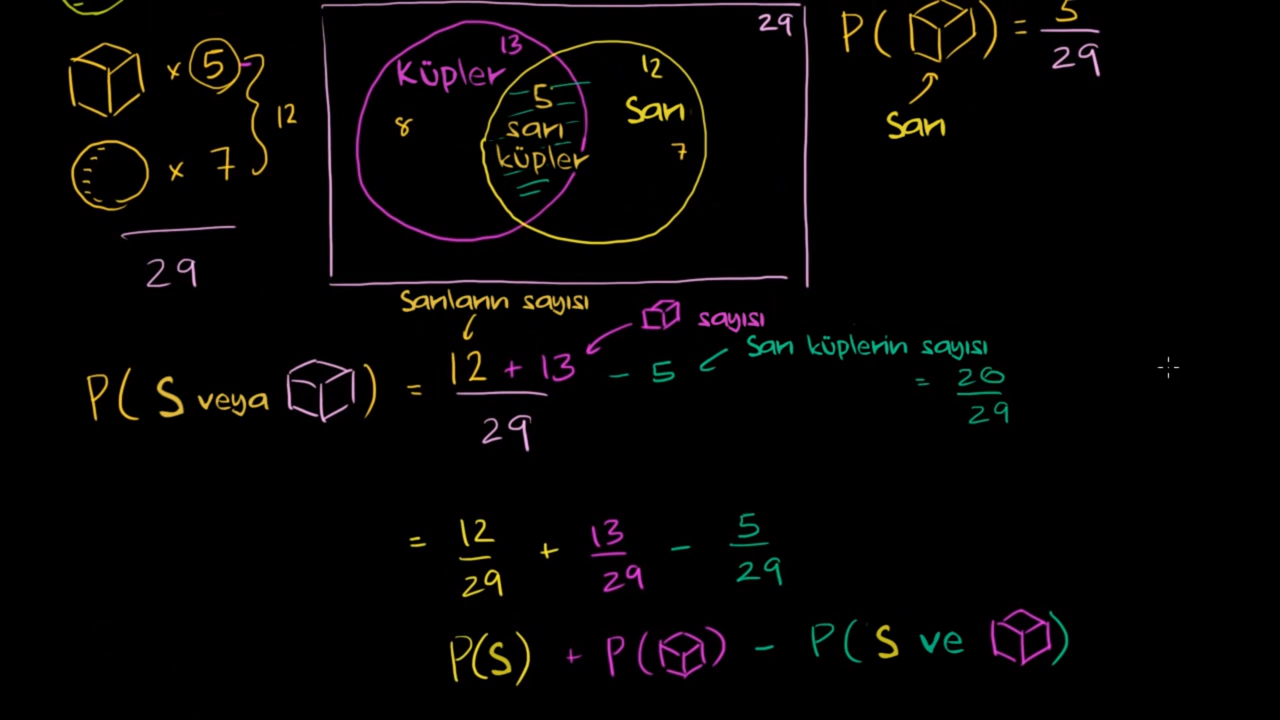 29
13
Küpler
8
5
sarı
küpler
12
Sarı
7
P( ) = 5/29
Sarı
× 5
× 7
12
29
Sarıların sayısı
sayısı
Sarı küplerin sayısı
P( S veya ) = 12 + 13 - 5 / 29 = 20/29
= 12/29 + 13/29 - 5/29
P(S) + P( ) - P( S ve )